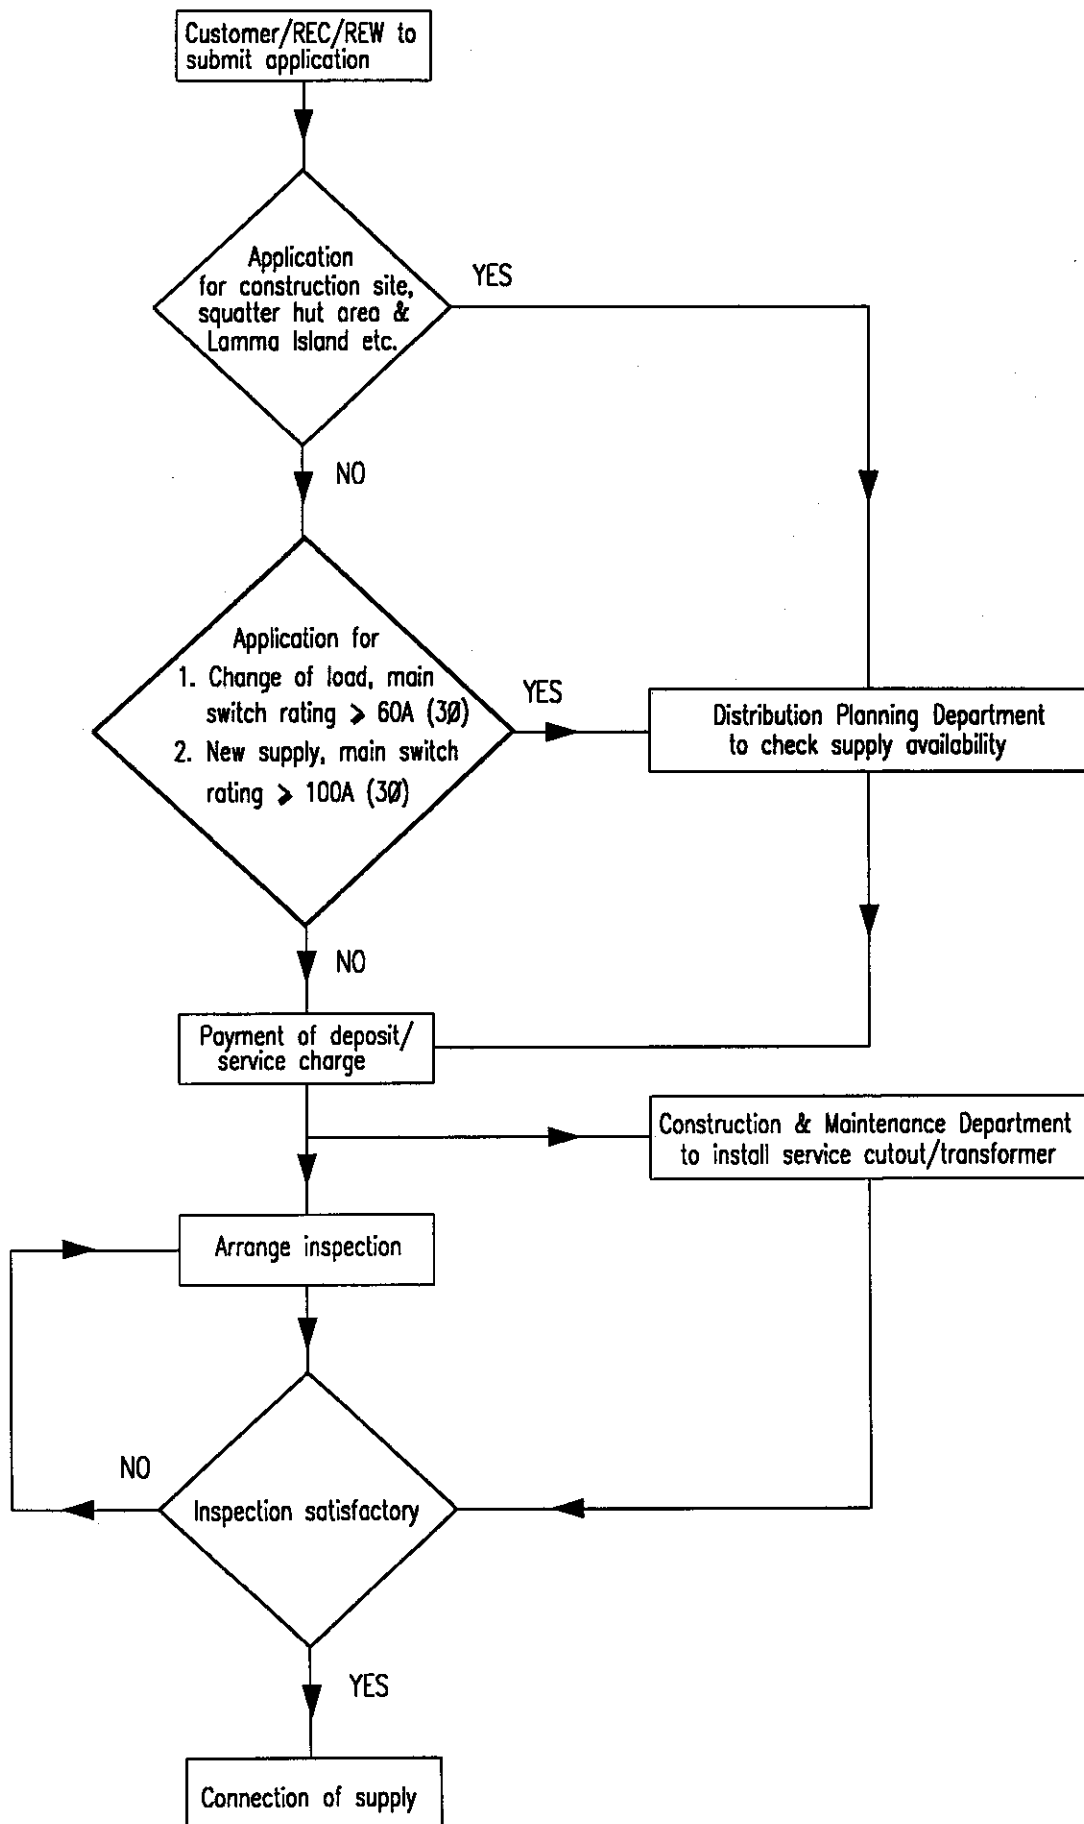 Customer/REC/REW to
submit application
Application
for construction site,
squatter hut area &
Lamma Island etc.
YES
NO
Application for
1. Change of load, main
switch rating ⩾ 60A (3Ø)
2. New supply, main switch
rating ⩾ 100A (3Ø)
YES
Distribution Planning Department
to check supply availability
NO
Payment of deposit/
service charge
Construction & Maintenance Department
to install service cutout/transformer
Arrange inspection
NO
Inspection satisfactory
YES
Connection of supply